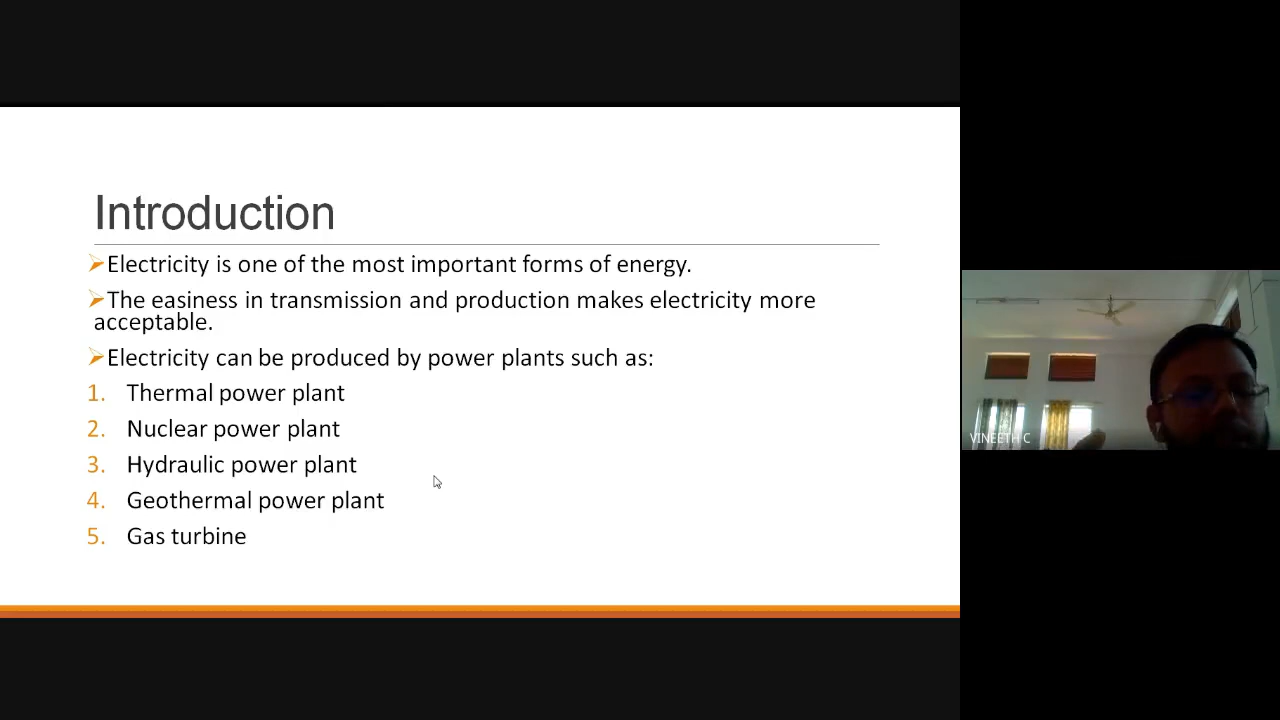 Introduction
Electricity is one of the most important forms of energy.
The easiness in transmission and production makes electricity more
acceptable.
Electricity can be produced by power plants such as:
1. Thermal power plant
2. Nuclear power plant
3. Hydraulic power plant
4. Geothermal power plant
5. Gas turbine
VINEETH C